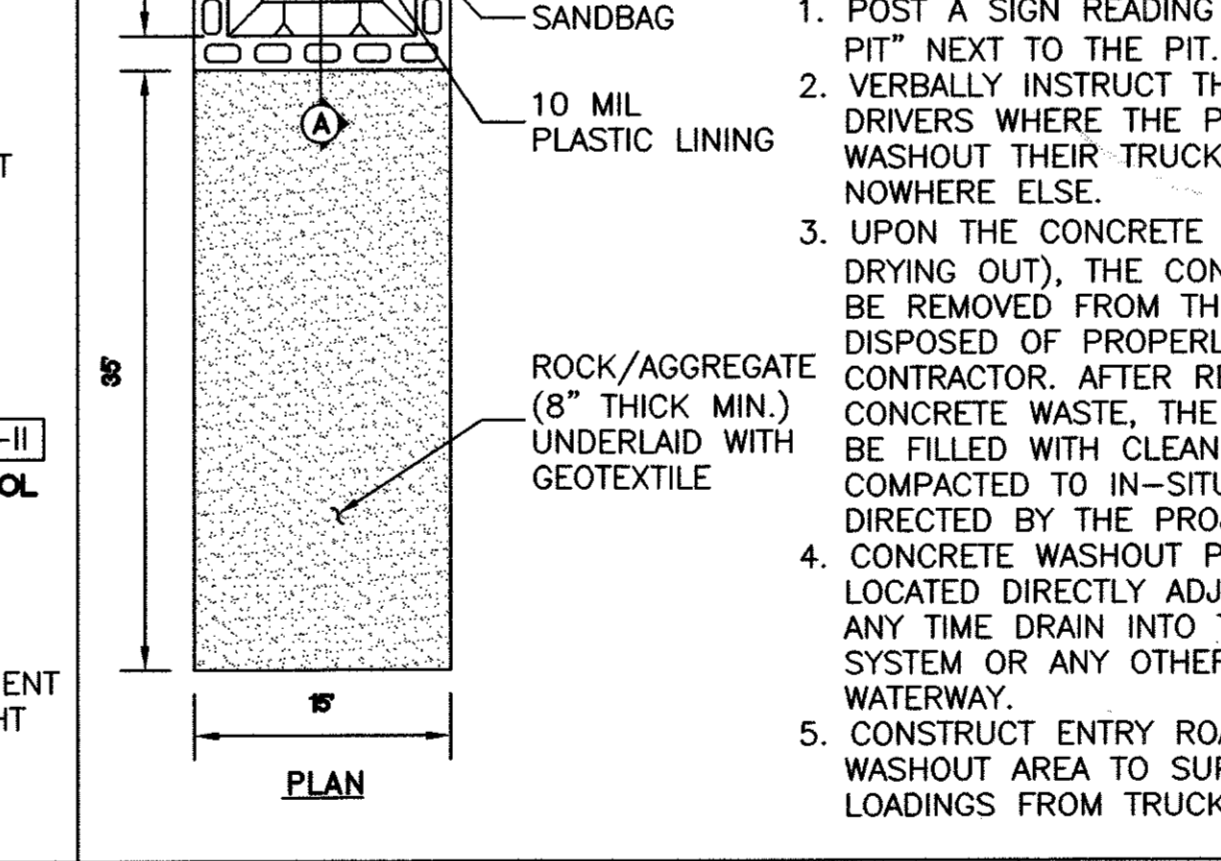 SANDBAG
10 MIL
PLASTIC LINING
A
35'
ROCK/AGGREGATE
(8" THICK MIN.)
UNDERLAID WITH
GEOTEXTILE
15'
PLAN
1. POST A SIGN READING
PIT" NEXT TO THE PIT.
2. VERBALLY INSTRUCT TH
DRIVERS WHERE THE P
WASHOUT THEIR TRUCK
NOWHERE ELSE.
3. UPON THE CONCRETE
DRYING OUT), THE CON
BE REMOVED FROM TH
DISPOSED OF PROPERL
CONTRACTOR. AFTER RE
CONCRETE WASTE, THE
BE FILLED WITH CLEAN
COMPACTED TO IN-SITU
DIRECTED BY THE PROJ
4. CONCRETE WASHOUT P
LOCATED DIRECTLY ADJ
ANY TIME DRAIN INTO T
SYSTEM OR ANY OTHER
WATERWAY.
5. CONSTRUCT ENTRY ROA
WASHOUT AREA TO SUP
LOADINGS FROM TRUCK
T
-II
OL
ENT
HT